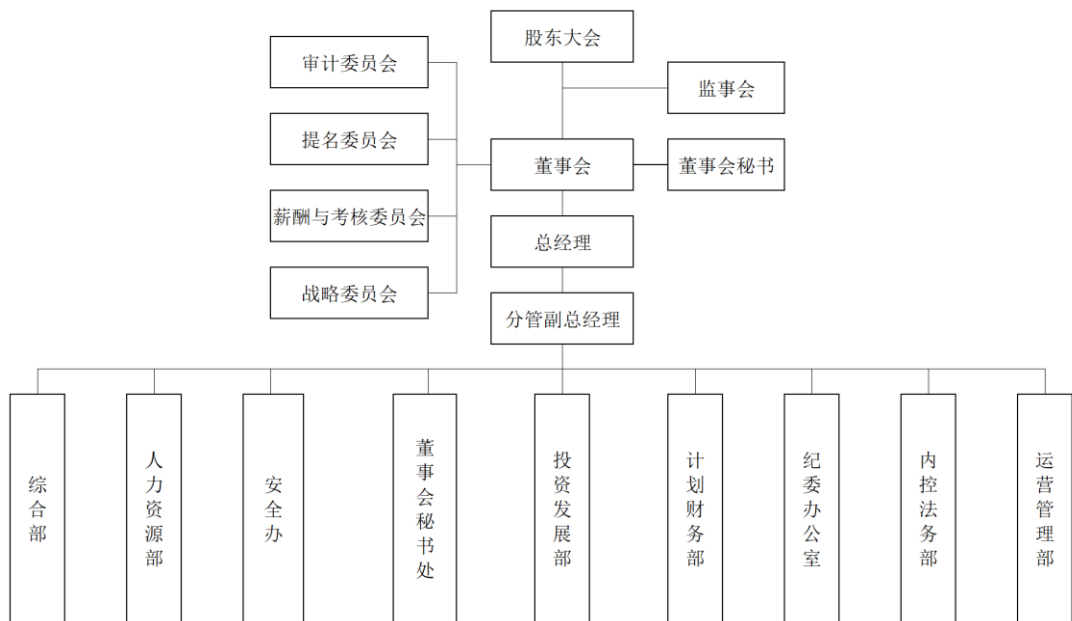 股东大会
审计委员会
监事会
提名委员会
董事会
董事会秘书
薪酬与考核委员会
总经理
战略委员会
分管副总经理
综合部
人力资源部
安全办
董事会秘书处
投资发展部
计划财务部
纪委办公室
内控法务部
运营管理部